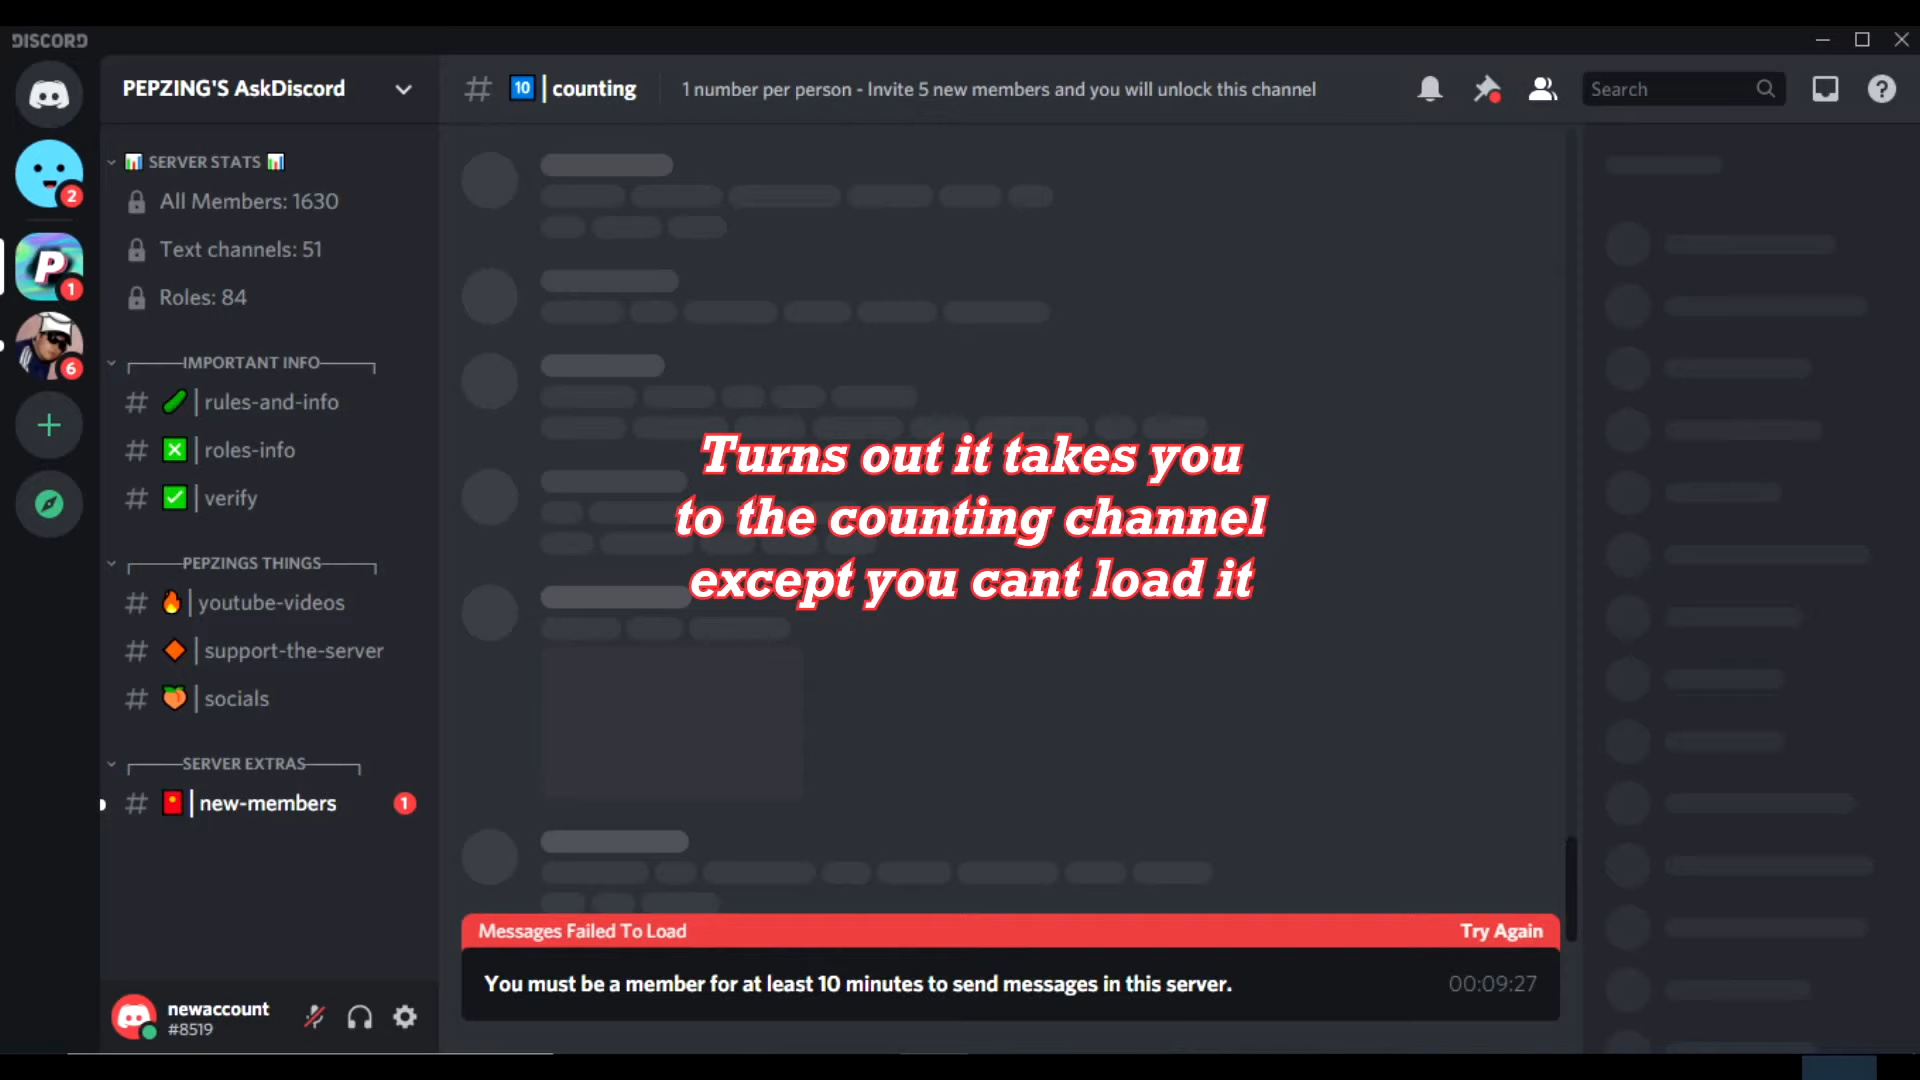 DISCORD
PEPZING'S AskDiscord
10 | counting
1 number per person - Invite 5 new members and you will unlock this channel
Search
SERVER STATS
All Members: 1630
Text channels: 51
Roles: 84
IMPORTANT INFO
# | rules-and-info
# | roles-info
# | verify
PEPZINGS THINGS
# | youtube-videos
# | support-the-server
# | socials
SERVER EXTRAS
# | new-members 1
2
P
1
6
Turns out it takes you
to the counting channel
except you cant load it
Messages Failed To Load Try Again
You must be a member for at least 10 minutes to send messages in this server. 00:09:27
newaccount
#8519